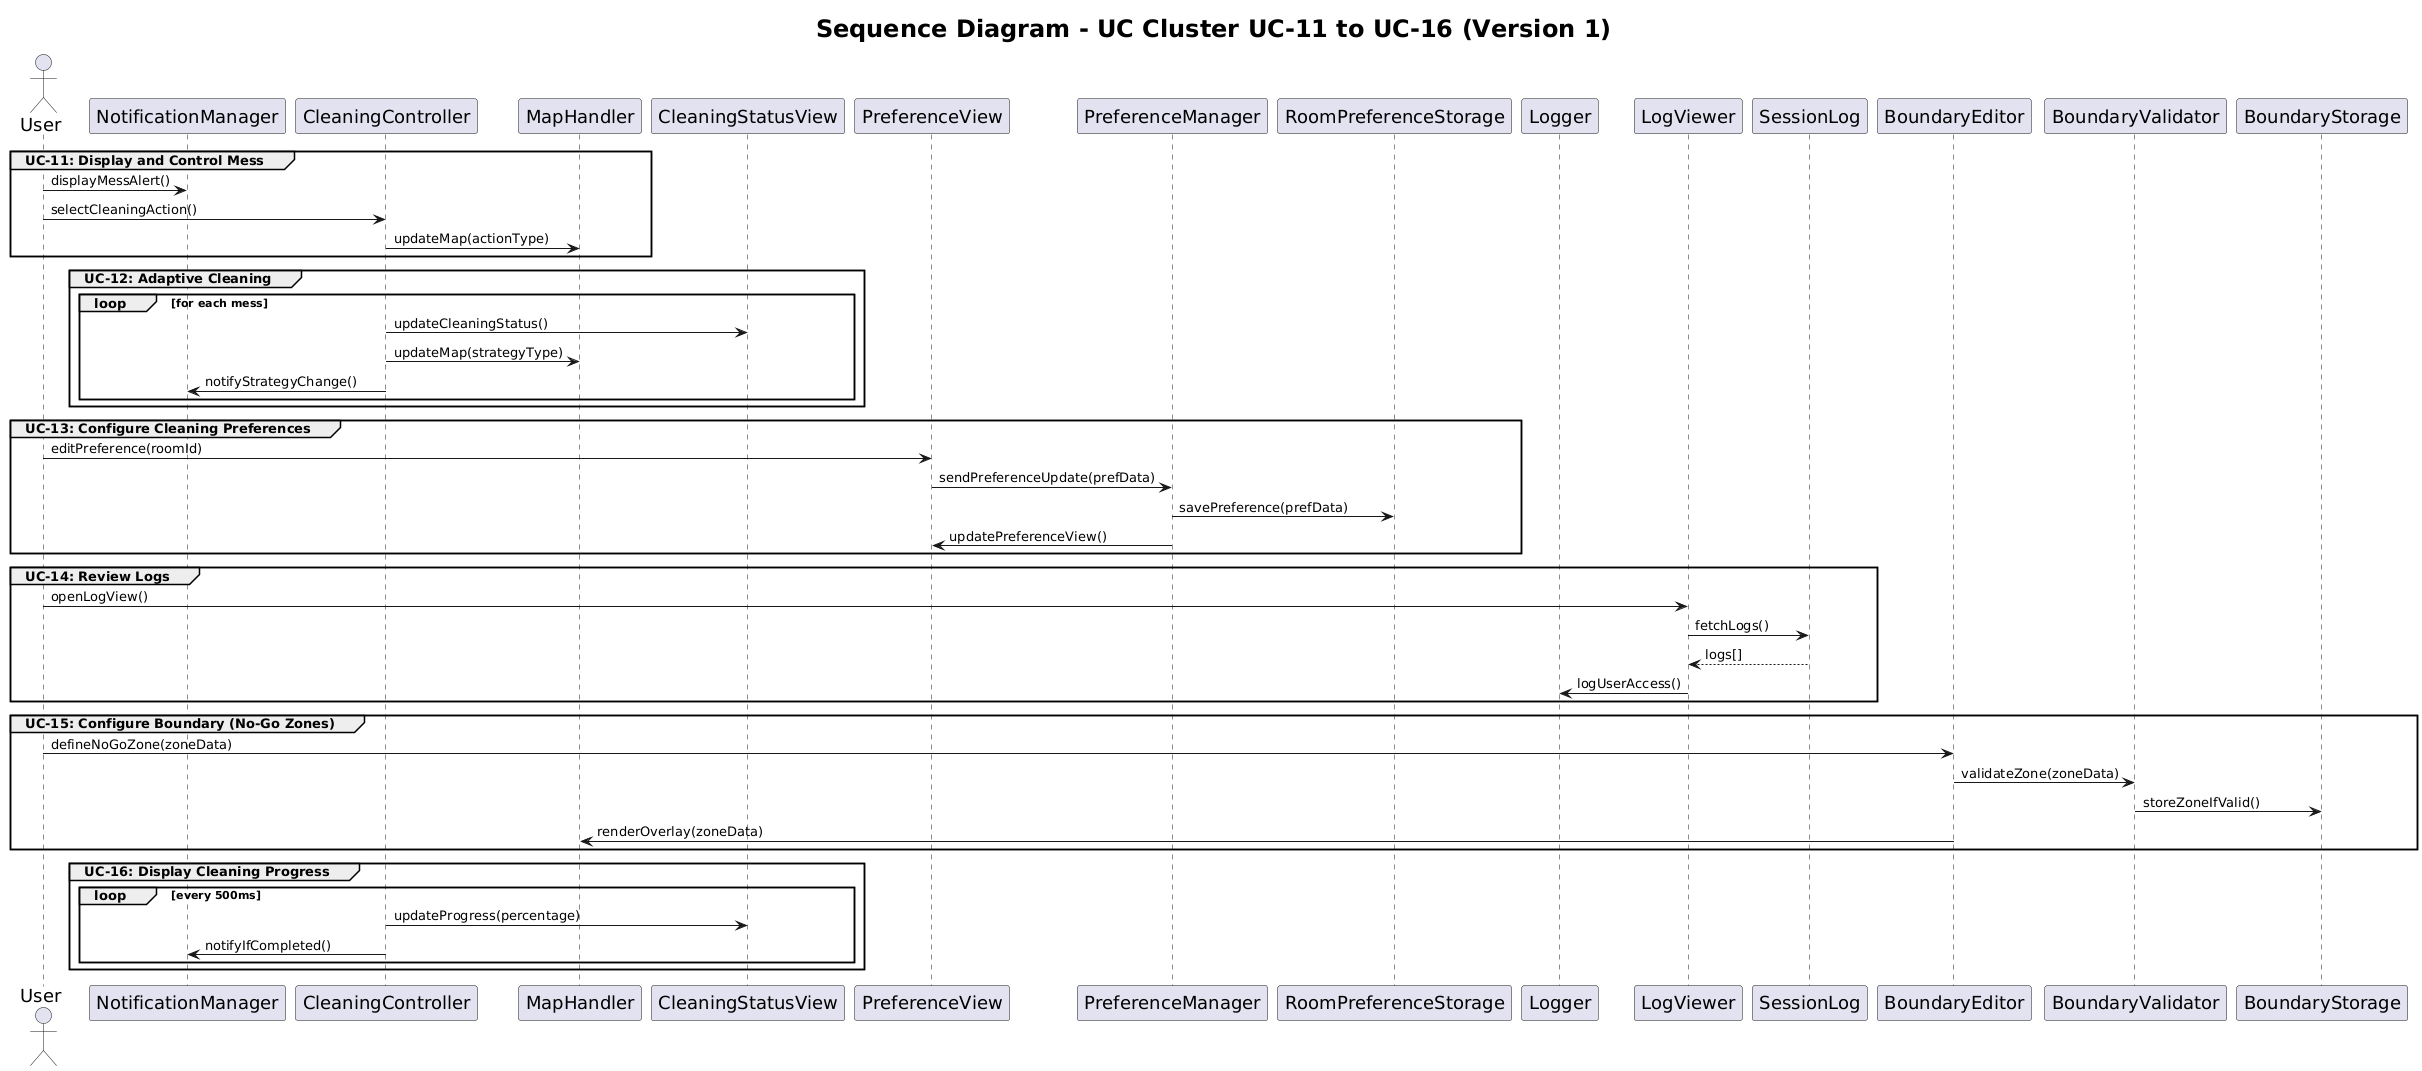 Sequence Diagram - UC Cluster UC-11 to UC-16 (Version 1)
User NotificationManager CleaningController MapHandler CleaningStatusView PreferenceView PreferenceManager RoomPreferenceStorage Logger LogViewer SessionLog BoundaryEditor BoundaryValidator BoundaryStorage
UC-11: Display and Control Mess
displayMessAlert()
selectCleaningAction()
updateMap(actionType)
UC-12: Adaptive Cleaning
loop [for each mess]
updateCleaningStatus()
updateMap(strategyType)
notifyStrategyChange()
UC-13: Configure Cleaning Preferences
editPreference(roomId)
sendPreferenceUpdate(prefData)
savePreference(prefData)
updatePreferenceView()
UC-14: Review Logs
openLogView()
fetchLogs()
logs[]
logUserAccess()
UC-15: Configure Boundary (No-Go Zones)
defineNoGoZone(zoneData)
validateZone(zoneData)
storeZoneIfValid()
renderOverlay(zoneData)
UC-16: Display Cleaning Progress
loop [every 500ms]
updateProgress(percentage)
notifyIfCompleted()
User NotificationManager CleaningController MapHandler CleaningStatusView PreferenceView PreferenceManager RoomPreferenceStorage Logger LogViewer SessionLog BoundaryEditor BoundaryValidator BoundaryStorage